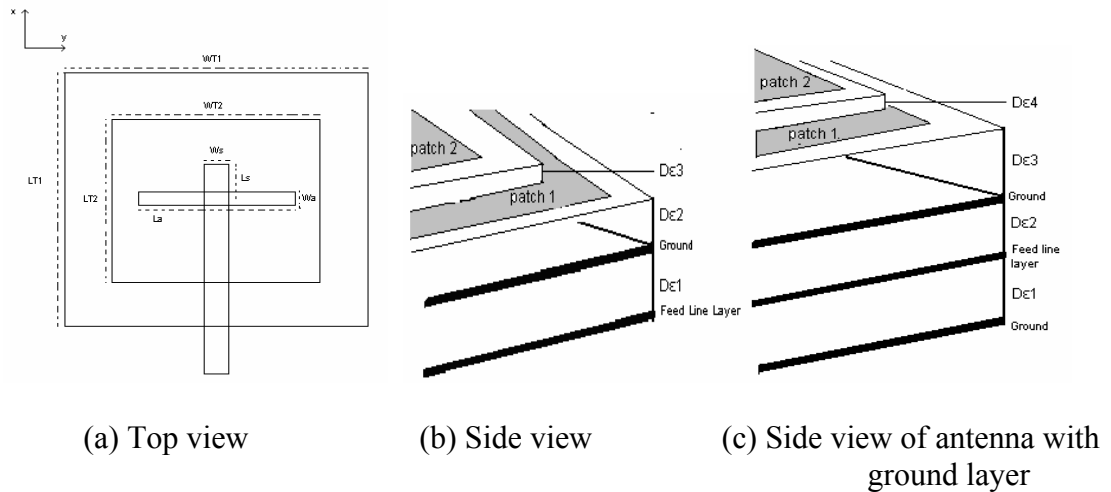 x
y
WT1
WT2
Ws
Ls
LT1
LT2
Wa
La
patch 2
patch 1
Dε3
Dε2
Ground
Dε1
Feed Line Layer
patch 2
patch 1
Dε4
Dε3
Ground
Dε2
Feed line
layer
Dε1
Ground
(a) Top view
(b) Side view
(c) Side view of antenna with
ground layer